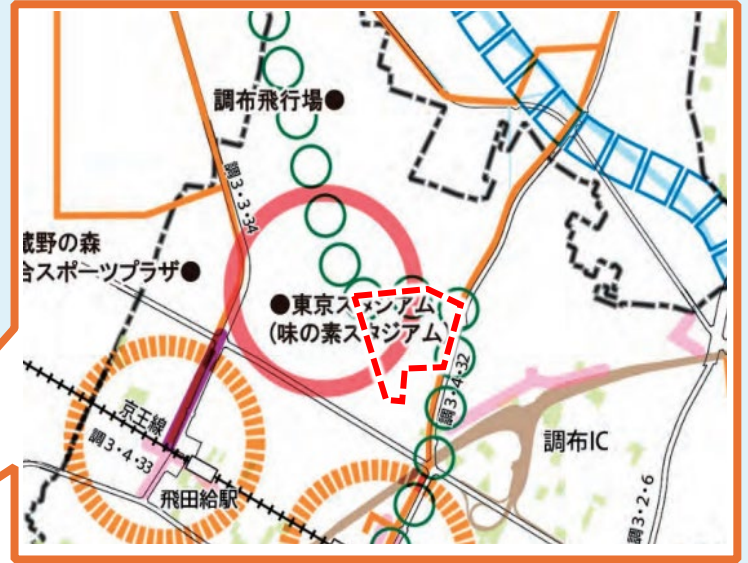 調布飛行場●
調3・3・34
蔵野の森
合スポーツプラザ●
●東京スタジアム
(味の素スタジアム)
調3・4・32
京王線
調3・4・33
飛田給駅
調布IC
調3・2・6